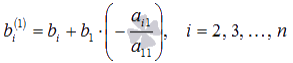 b_i^{(1)} = b_i + b_1 · ( − a_{i1} / a_{11} ),   i = 2, 3, ..., n